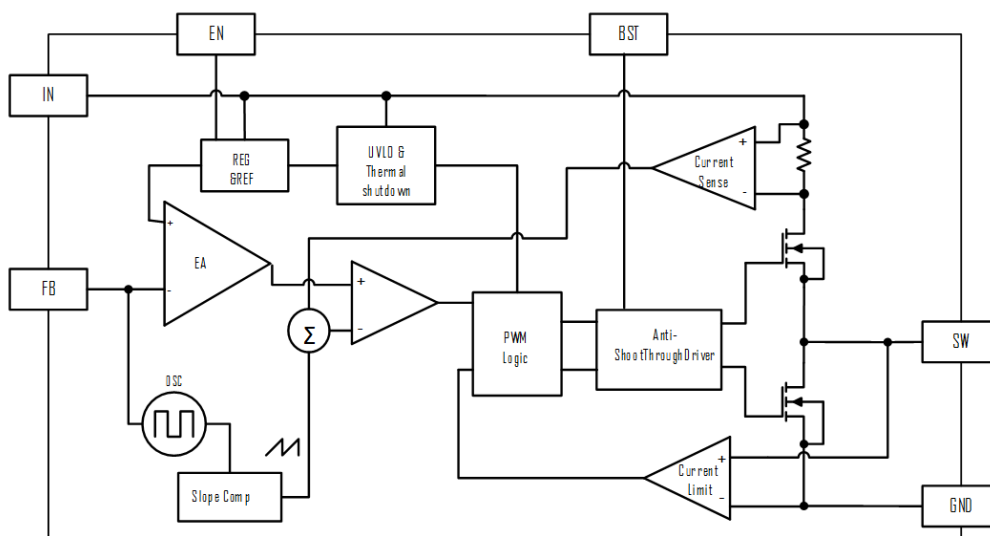 EN
BST
IN
REG
&REF
UVLO &
Thermal
shutdown
+
Current
Sense
-
+
EA
-
FB
+
-
Σ
PWM
Logic
Anti-
ShootThroughDriver
SW
OSC
Slope Comp
+
Current
Limit
-
GND